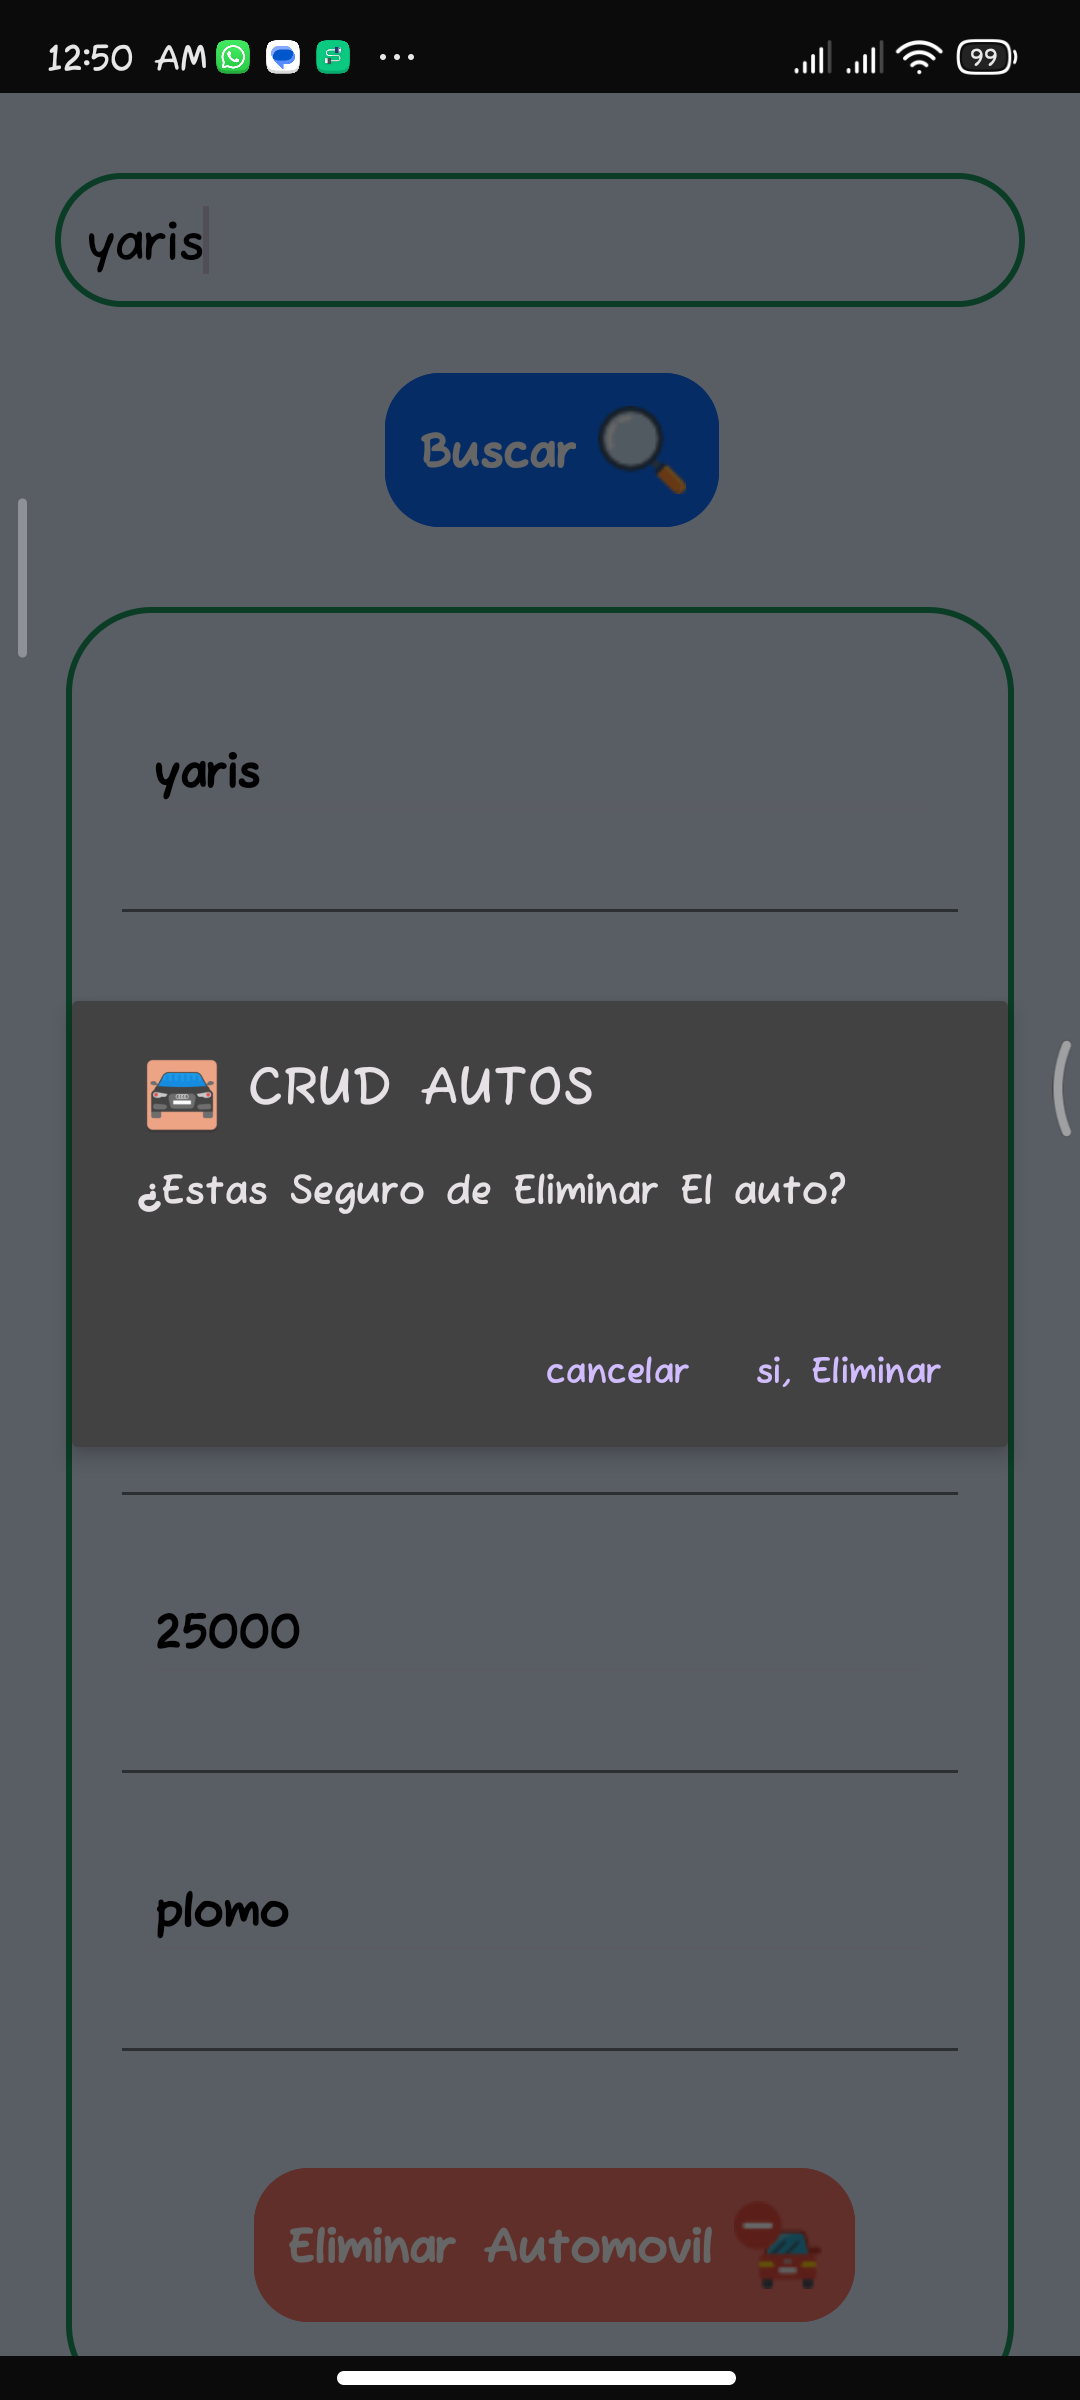 12:50 AM
99
yaris
Buscar
yaris
CRUD AUTOS
¿Estas Seguro de Eliminar El auto?
cancelar si, Eliminar
25000
plomo
Eliminar Automovil